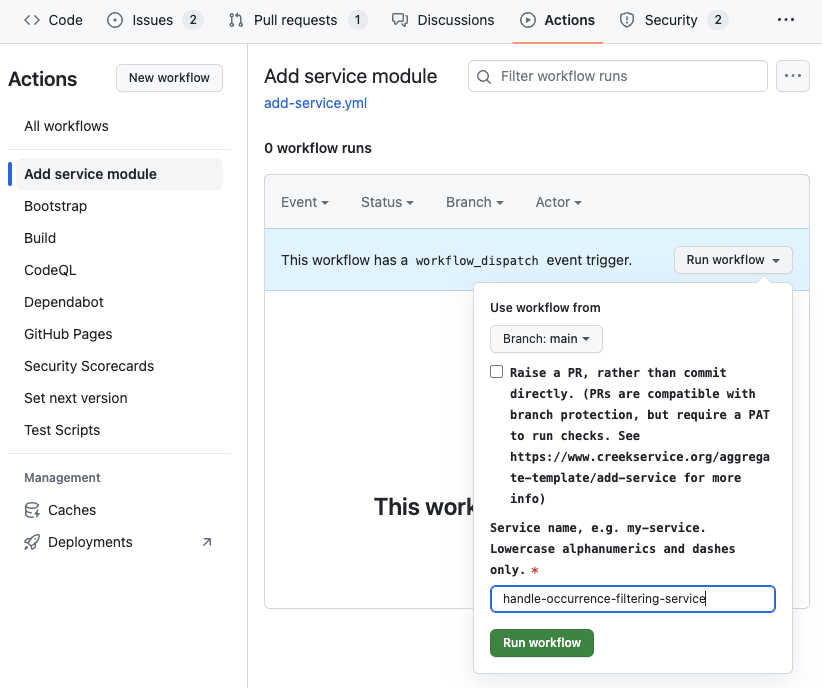 Code Issues 2 Pull requests 1 Discussions Actions Security 2 ...
Actions
New workflow
All workflows
Add service module
Bootstrap
Build
CodeQL
Dependabot
GitHub Pages
Security Scorecards
Set next version
Test Scripts
Management
Caches
Deployments
Add service module
Filter workflow runs
...
add-service.yml
0 workflow runs
Event Status Branch Actor
This workflow has a workflow_dispatch event trigger.
Run workflow
Use workflow from
Branch: main
Raise a PR, rather than commit
directly. (PRs are compatible with
branch protection, but require a PAT
to run checks. See
https://www.creekservice.org/aggrega
te-template/add-service for more
info)
This work
Service name, e.g. my-service.
Lowercase alphanumerics and dashes
only. *
handle-occurrence-filtering-service
Run workflow